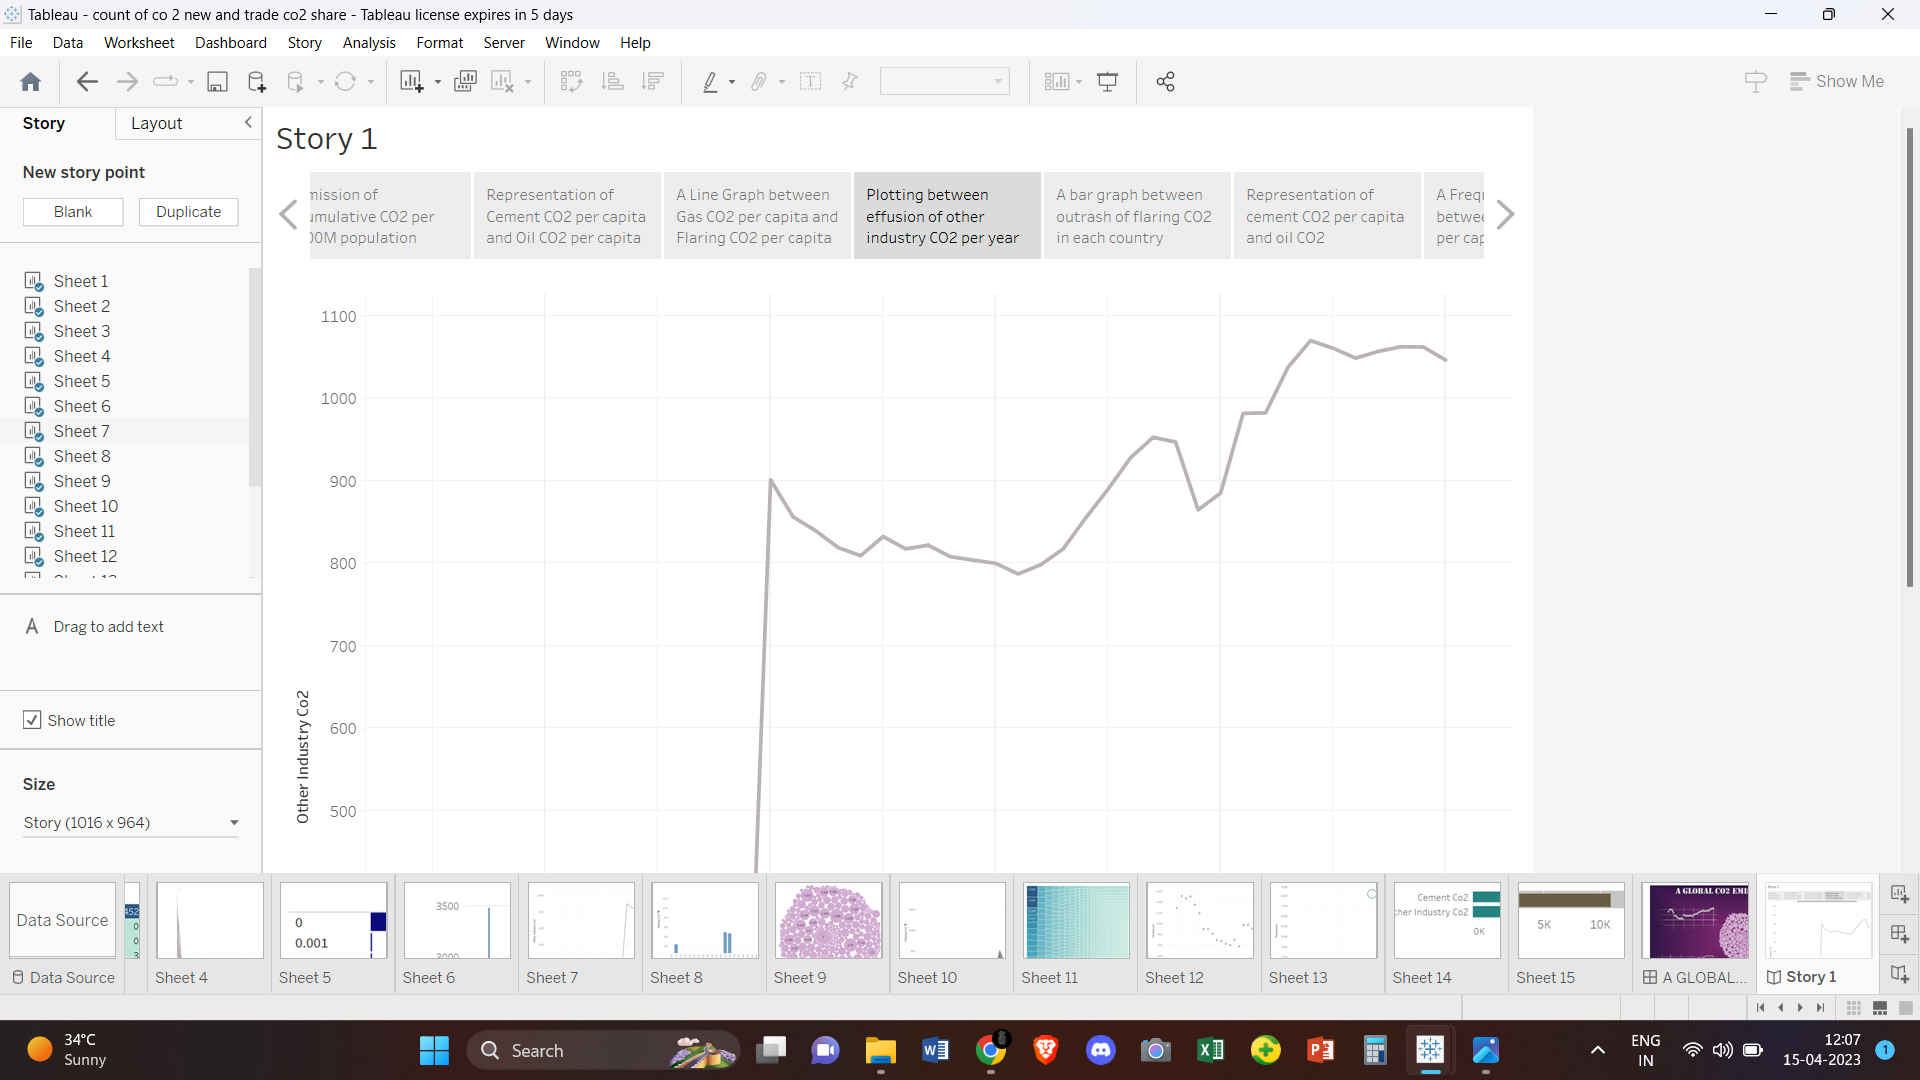 Tableau - count of co 2 new and trade co2 share - Tableau license expires in 5 days
File Data Worksheet Dashboard Story Analysis Format Server Window Help
Show Me
Story Layout
New story point
Blank Duplicate
Sheet 1
Sheet 2
Sheet 3
Sheet 4
Sheet 5
Sheet 6
Sheet 7
Sheet 8
Sheet 9
Sheet 10
Sheet 11
Sheet 12
Drag to add text
Show title
Size
Story (1016 x 964)
Story 1
mission of
umulative CO2 per
00M population
Representation of
Cement CO2 per capita
and Oil CO2 per capita
A Line Graph between
Gas CO2 per capita and
Flaring CO2 per capita
Plotting between
effusion of other
industry CO2 per year
A bar graph between
outrash of flaring CO2
in each country
Representation of
cement CO2 per capita
and oil CO2
A Frequ
betwee
per cap
1100
1000
900
800
700
600
500
Other Industry Co2
Data Source
452
0
0
3
0
0.001
3500
3000
Cement Co2
ther Industry Co2
0K
5K 10K
A GLOBAL CO2 EMI
Story 1
Data Source Sheet 4 Sheet 5 Sheet 6 Sheet 7 Sheet 8 Sheet 9 Sheet 10 Sheet 11 Sheet 12 Sheet 13 Sheet 14 Sheet 15 A GLOBAL... Story 1
34°C
Sunny
Search
ENG
IN
12:07
15-04-2023
1